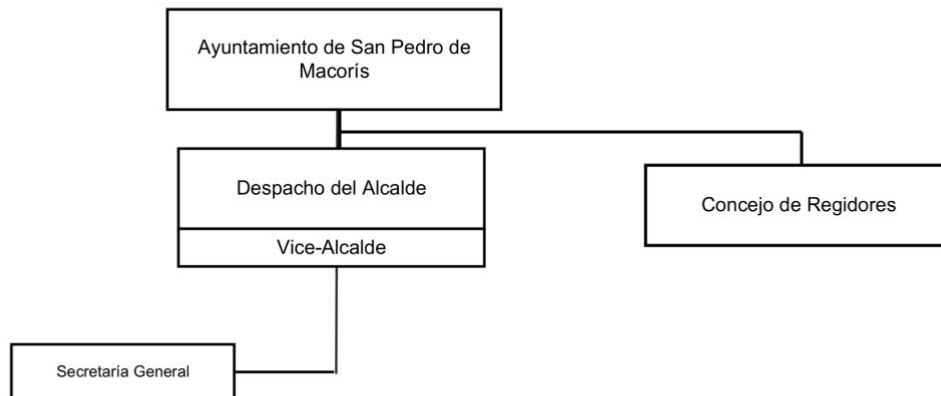 Ayuntamiento de San Pedro de
Macorís
Despacho del Alcalde
Concejo de Regidores
Vice-Alcalde
Secretaría General